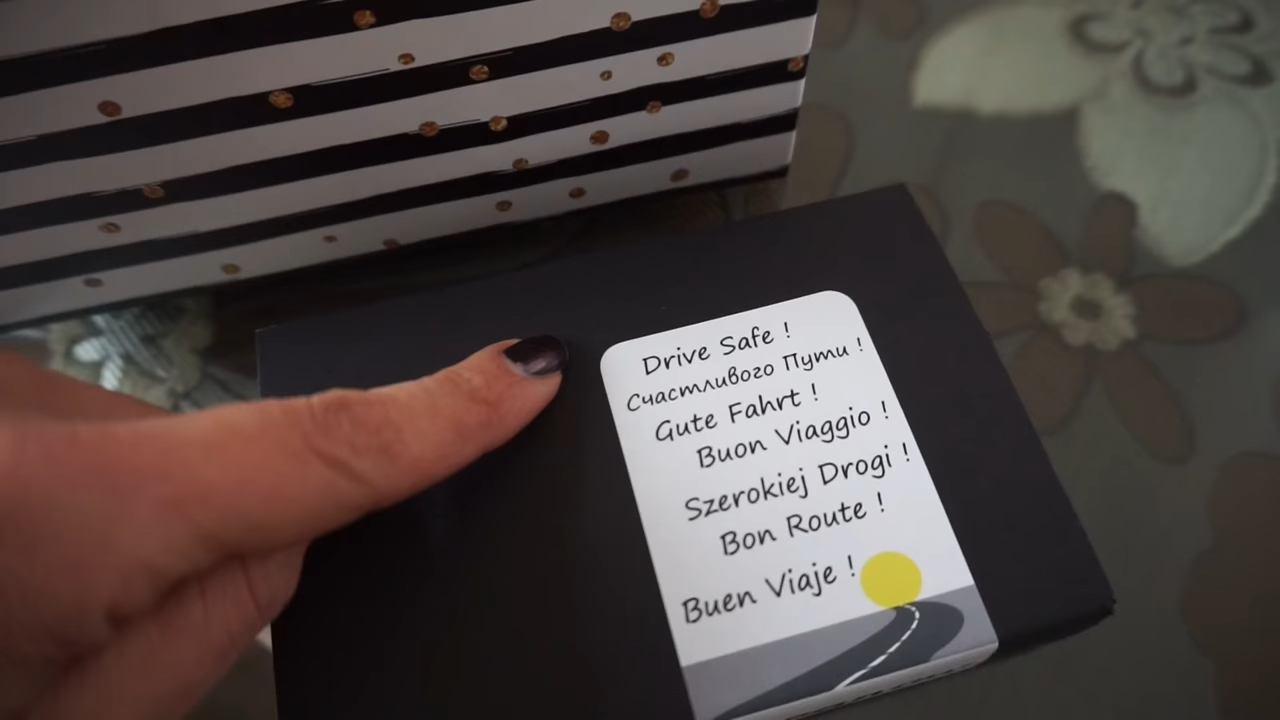 Drive Safe !
Счастливого Пути !
Gute Fahrt !
Buon Viaggio !
Szerokiej Drogi !
Bon Route !
Buen Viaje !